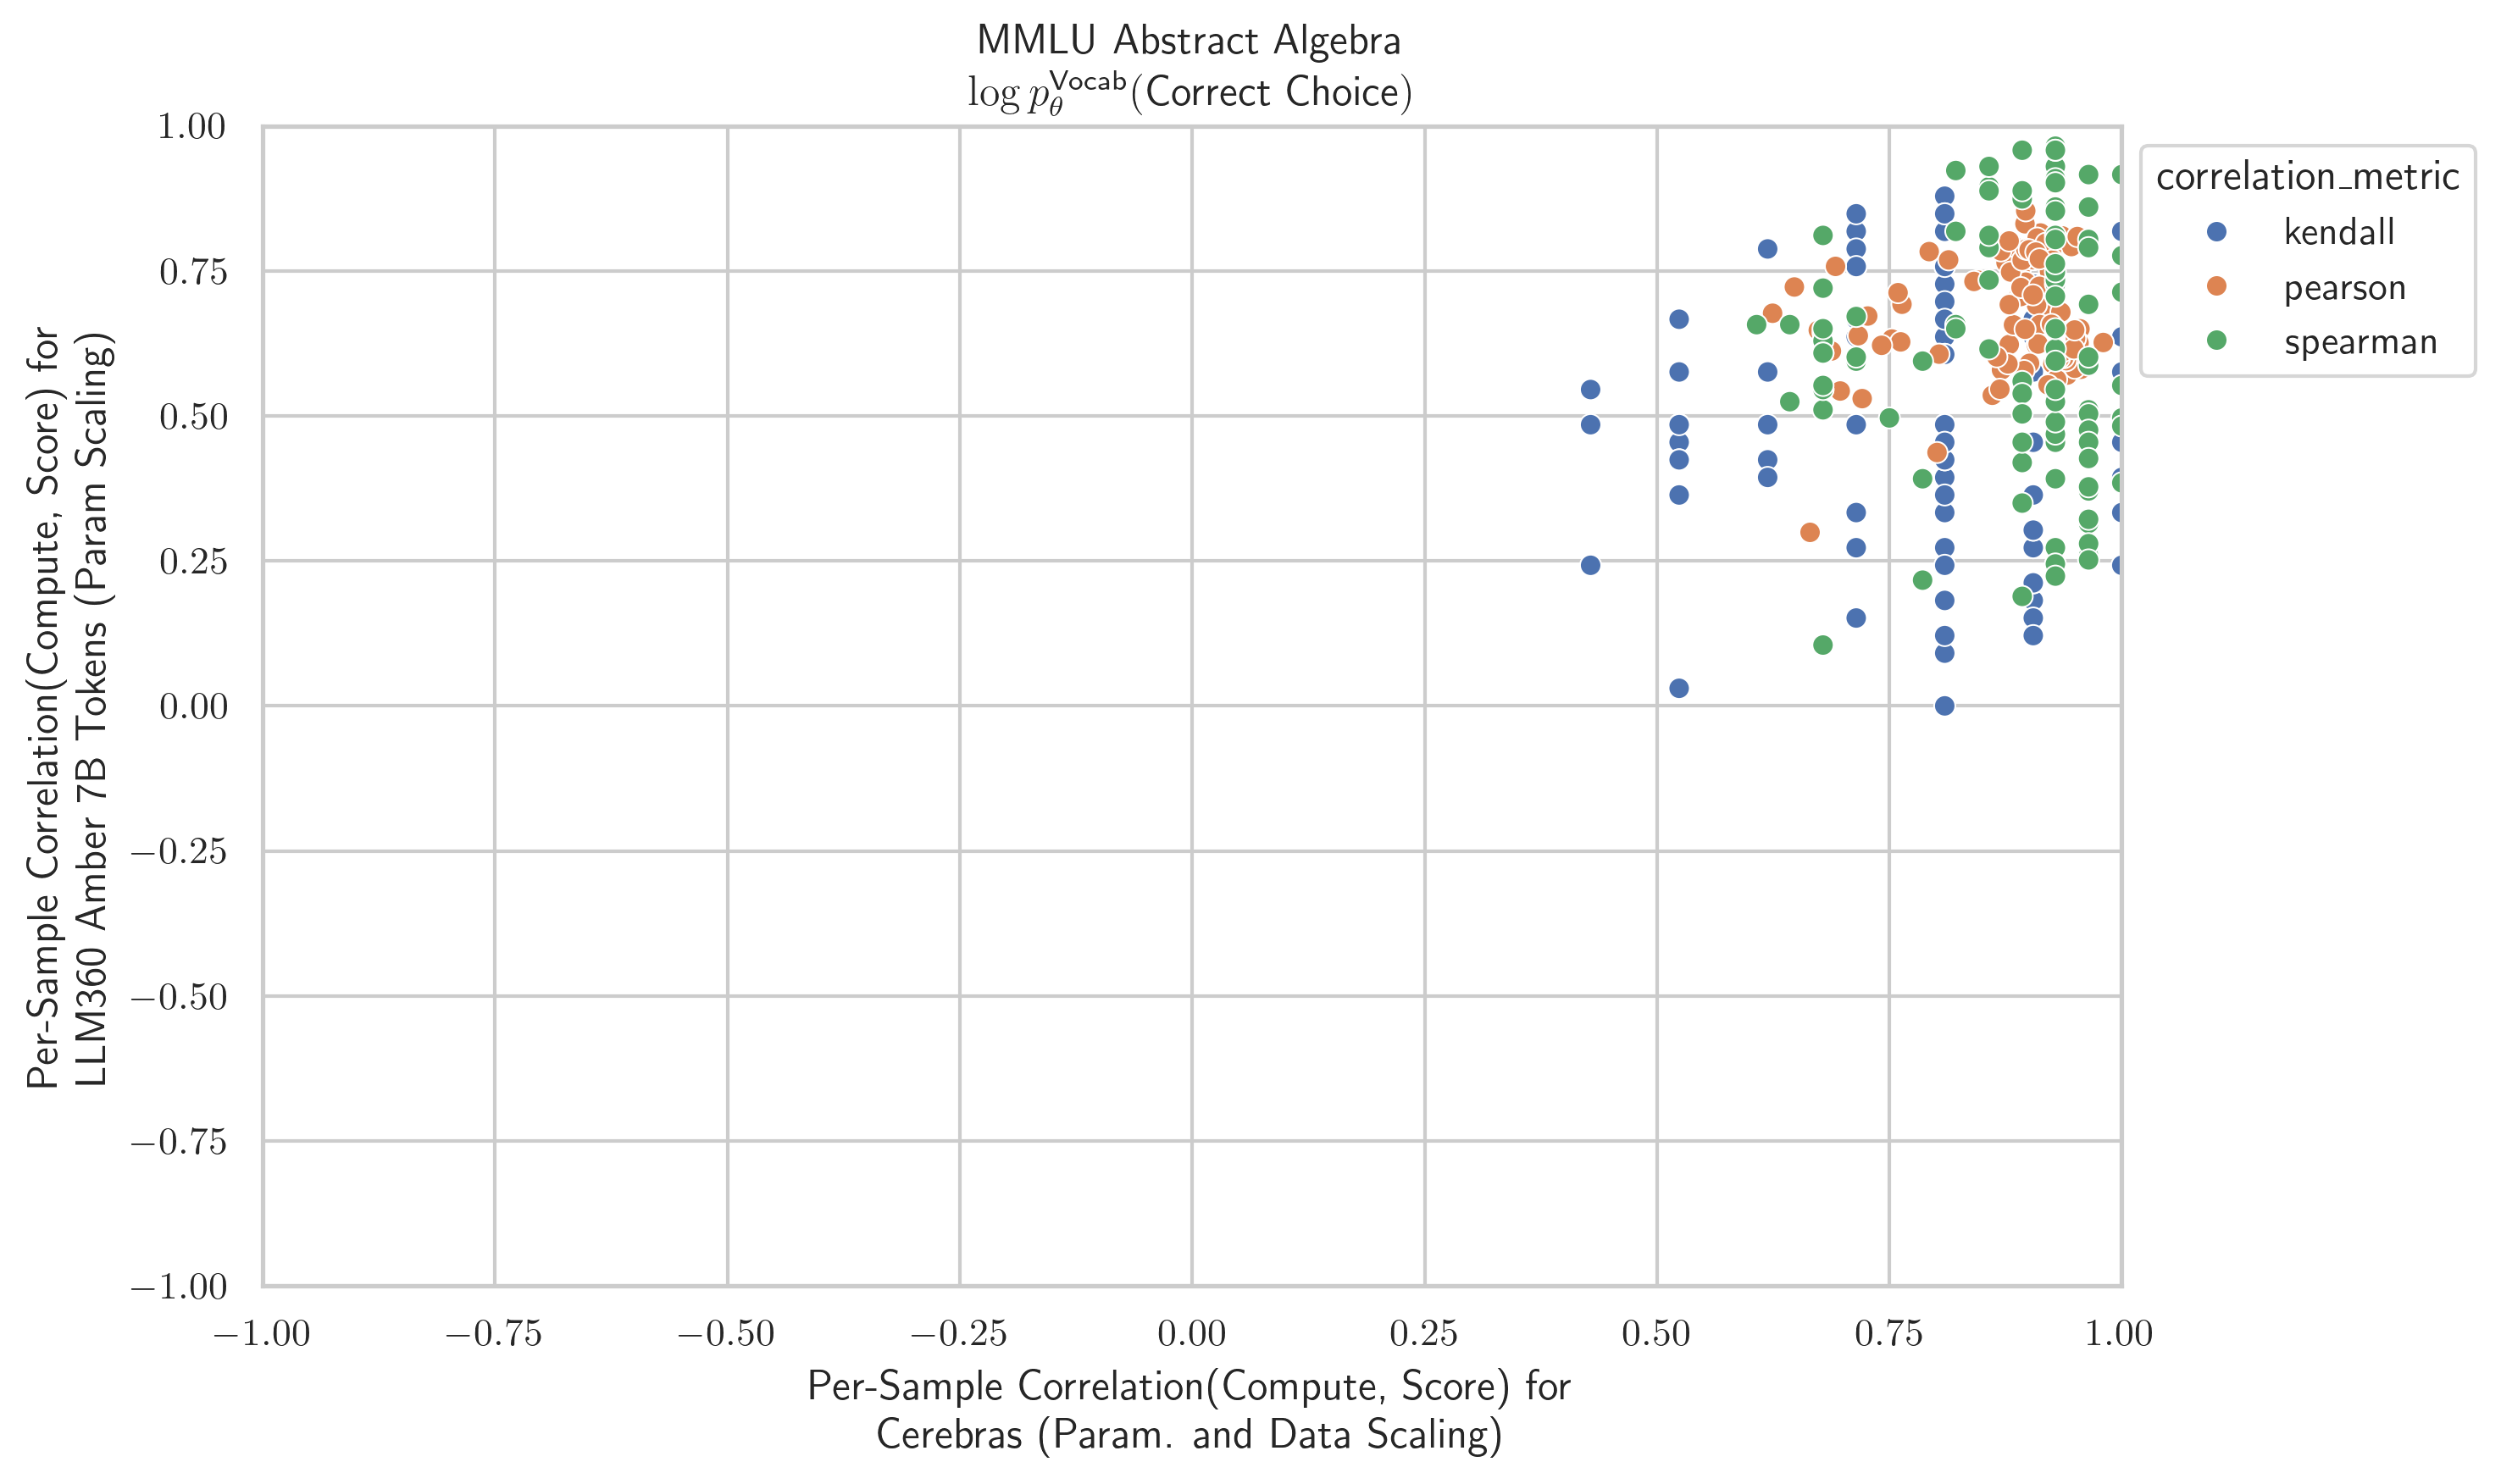 MMLU Abstract Algebra
log p_θ^Vocab(Correct Choice)
1.00
0.75
0.50
0.25
0.00
−0.25
−0.50
−0.75
−1.00
Per-Sample Correlation(Compute, Score) for
LLM360 Amber 7B Tokens (Param Scaling)
correlation_metric
kendall
pearson
spearman
−1.00 −0.75 −0.50 −0.25 0.00 0.25 0.50 0.75 1.00
Per-Sample Correlation(Compute, Score) for
Cerebras (Param. and Data Scaling)